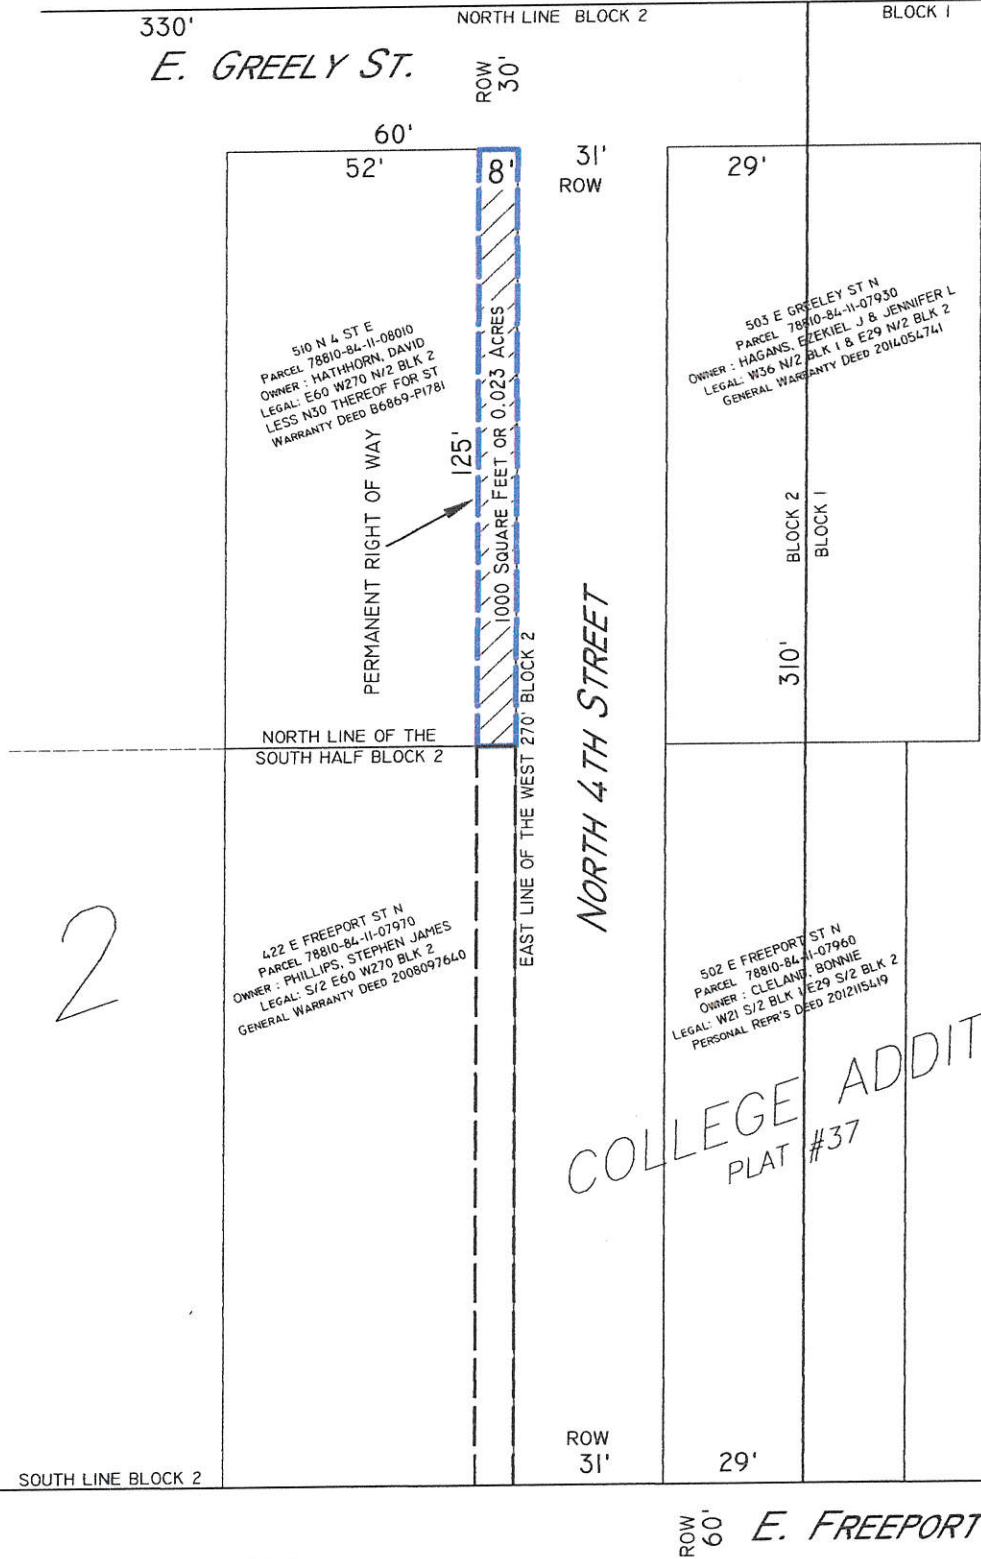 330'
NORTH LINE BLOCK 2
BLOCK 1
E. GREELY ST.
ROW
30'
60'
52'
8'
31'
ROW
29'
510 N 4 ST E
PARCEL 78810-84-11-08010
OWNER : HATHHORN, DAVID
LEGAL: E60 W270 N/2 BLK 2
LESS N30 THEREOF FOR ST
WARRANTY DEED B6869-P1781
503 E GREELEY ST N
PARCEL 78810-84-11-07930
OWNER : HAGANS, EZEKIEL J & JENNIFER L
LEGAL: W36 N/2 BLK 1 & E29 N/2 BLK 2
GENERAL WARRANTY DEED 2014054741
PERMANENT RIGHT OF WAY
125'
1000 SQUARE FEET OR 0.023 ACRES
BLOCK 2
BLOCK 1
310'
NORTH LINE OF THE
SOUTH HALF BLOCK 2
EAST LINE OF THE WEST 270' BLOCK 2
NORTH 4TH STREET
2
422 E FREEPORT ST N
PARCEL 78810-84-11-07970
OWNER : PHILLIPS, STEPHEN JAMES
LEGAL: S/2 E60 W270 BLK 2
GENERAL WARRANTY DEED 2008097640
502 E FREEPORT ST N
PARCEL 78810-84-11-07960
OWNER : CLELAND, BONNIE
LEGAL: W21 S/2 BLK 1 E29 S/2 BLK 2
PERSONAL REPR'S DEED 2012115419
COLLEGE ADDIT
PLAT #37
ROW
31'
29'
SOUTH LINE BLOCK 2
ROW
60'
E. FREEPORT